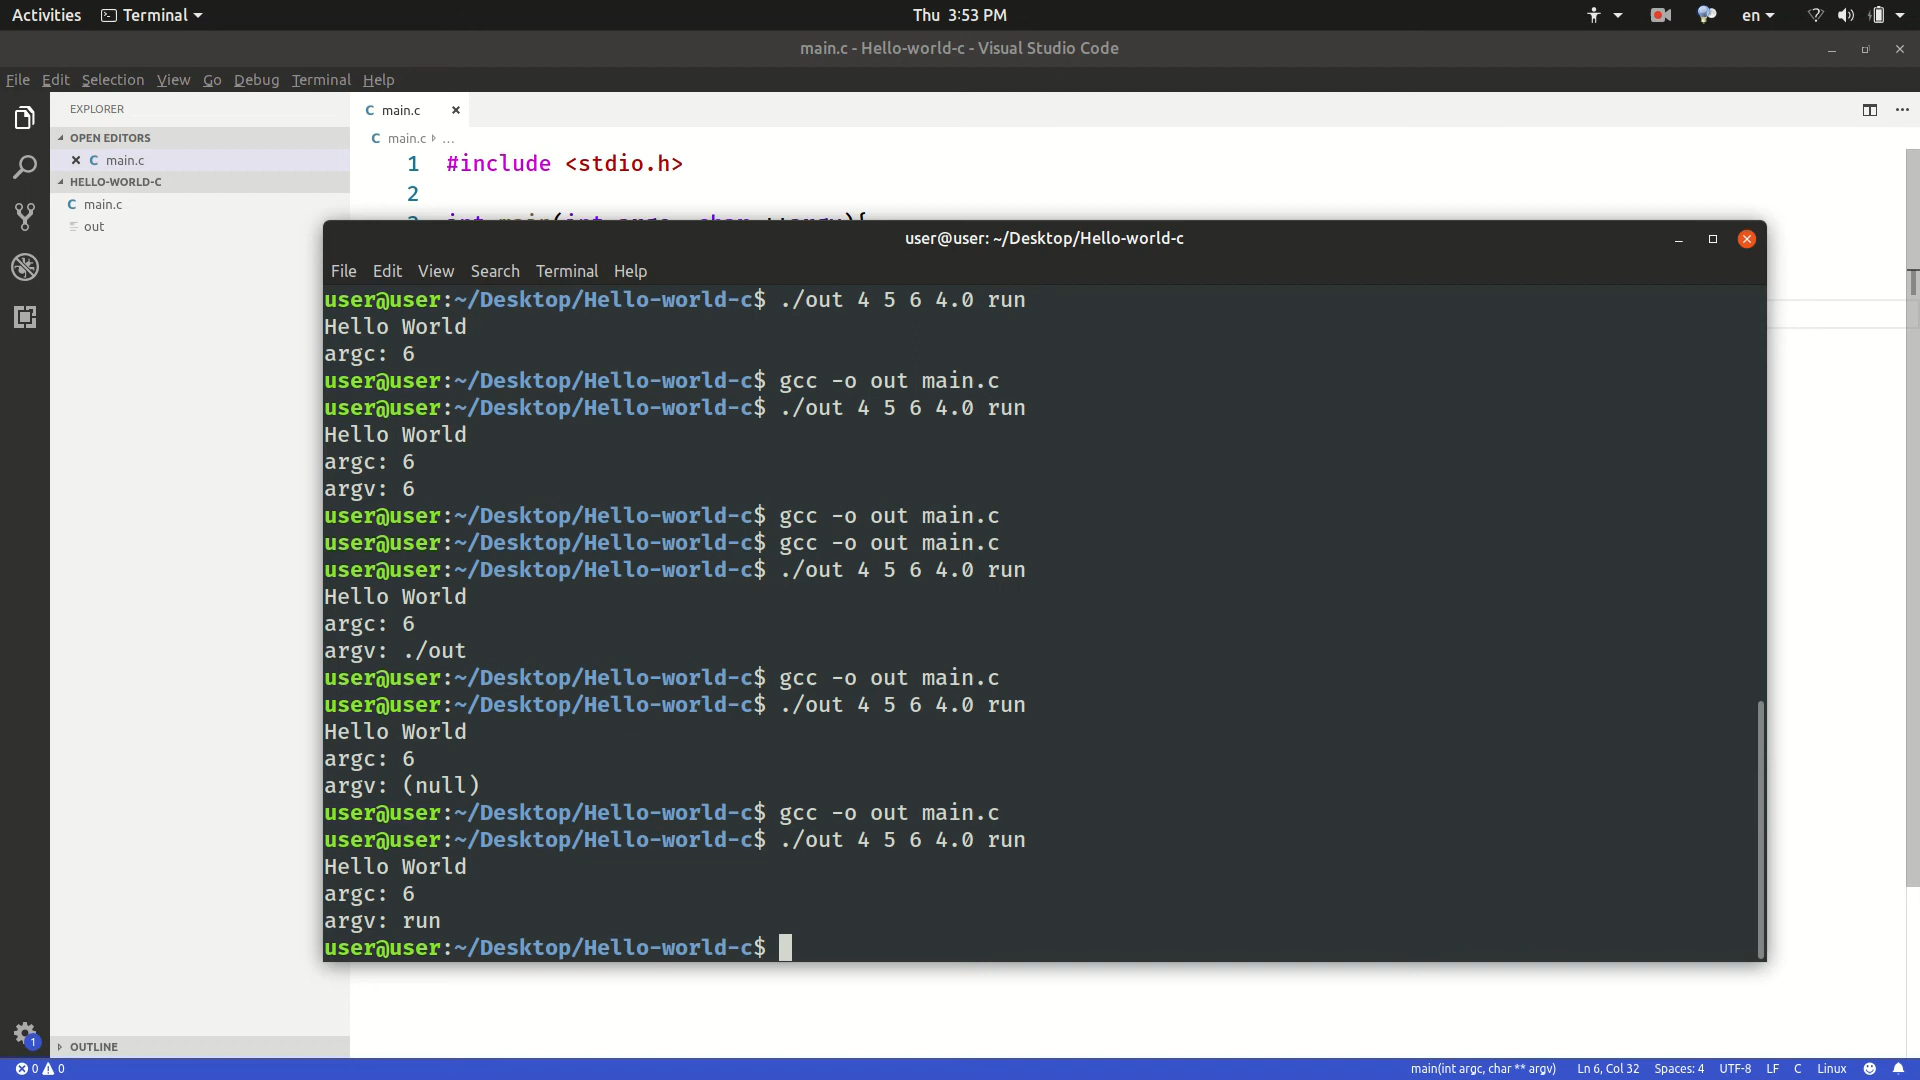 Activities Terminal Thu 3:53 PM en
main.c - Hello-world-c - Visual Studio Code
File Edit Selection View Go Debug Terminal Help
EXPLORER
OPEN EDITORS
main.c
HELLO-WORLD-C
main.c
out
main.c
main.c ...
1 #include <stdio.h>
2
3 int main(int argc, char **argv){
user@user: ~/Desktop/Hello-world-c
File Edit View Search Terminal Help
user@user:~/Desktop/Hello-world-c$ ./out 4 5 6 4.0 run
Hello World
argc: 6
user@user:~/Desktop/Hello-world-c$ gcc -o out main.c
user@user:~/Desktop/Hello-world-c$ ./out 4 5 6 4.0 run
Hello World
argc: 6
argv: 6
user@user:~/Desktop/Hello-world-c$ gcc -o out main.c
user@user:~/Desktop/Hello-world-c$ gcc -o out main.c
user@user:~/Desktop/Hello-world-c$ ./out 4 5 6 4.0 run
Hello World
argc: 6
argv: ./out
user@user:~/Desktop/Hello-world-c$ gcc -o out main.c
user@user:~/Desktop/Hello-world-c$ ./out 4 5 6 4.0 run
Hello World
argc: 6
argv: (null)
user@user:~/Desktop/Hello-world-c$ gcc -o out main.c
user@user:~/Desktop/Hello-world-c$ ./out 4 5 6 4.0 run
Hello World
argc: 6
argv: run
user@user:~/Desktop/Hello-world-c$
1
OUTLINE
0 0 main(int argc, char ** argv) Ln 6, Col 32 Spaces: 4 UTF-8 LF C Linux